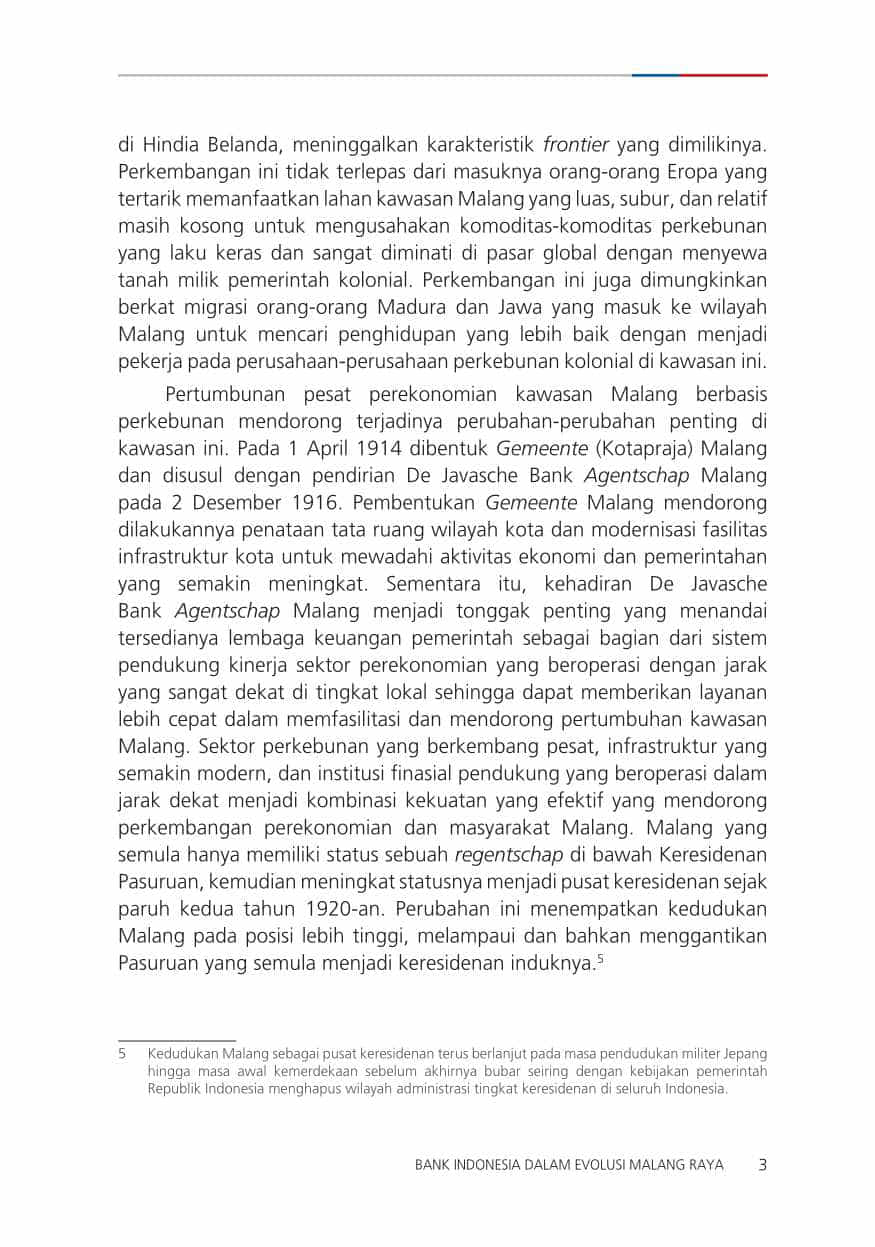 di Hindia Belanda, meninggalkan karakteristik frontier yang dimilikinya.
Perkembangan ini tidak terlepas dari masuknya orang-orang Eropa yang
tertarik memanfaatkan lahan kawasan Malang yang luas, subur, dan relatif
masih kosong untuk mengusahakan komoditas-komoditas perkebunan
yang laku keras dan sangat diminati di pasar global dengan menyewa
tanah milik pemerintah kolonial. Perkembangan ini juga dimungkinkan
berkat migrasi orang-orang Madura dan Jawa yang masuk ke wilayah
Malang untuk mencari penghidupan yang lebih baik dengan menjadi
pekerja pada perusahaan-perusahaan perkebunan kolonial di kawasan ini.
Pertumbunan pesat perekonomian kawasan Malang berbasis
perkebunan mendorong terjadinya perubahan-perubahan penting di
kawasan ini. Pada 1 April 1914 dibentuk Gemeente (Kotapraja) Malang
dan disusul dengan pendirian De Javasche Bank Agentschap Malang
pada 2 Desember 1916. Pembentukan Gemeente Malang mendorong
dilakukannya penataan tata ruang wilayah kota dan modernisasi fasilitas
infrastruktur kota untuk mewadahi aktivitas ekonomi dan pemerintahan
yang semakin meningkat. Sementara itu, kehadiran De Javasche
Bank Agentschap Malang menjadi tonggak penting yang menandai
tersedianya lembaga keuangan pemerintah sebagai bagian dari sistem
pendukung kinerja sektor perekonomian yang beroperasi dengan jarak
yang sangat dekat di tingkat lokal sehingga dapat memberikan layanan
lebih cepat dalam memfasilitasi dan mendorong pertumbuhan kawasan
Malang. Sektor perkebunan yang berkembang pesat, infrastruktur yang
semakin modern, dan institusi finasial pendukung yang beroperasi dalam
jarak dekat menjadi kombinasi kekuatan yang efektif yang mendorong
perkembangan perekonomian dan masyarakat Malang. Malang yang
semula hanya memiliki status sebuah regentschap di bawah Keresidenan
Pasuruan, kemudian meningkat statusnya menjadi pusat keresidenan sejak
paruh kedua tahun 1920-an. Perubahan ini menempatkan kedudukan
Malang pada posisi lebih tinggi, melampaui dan bahkan menggantikan
Pasuruan yang semula menjadi keresidenan induknya.5
5 Kedudukan Malang sebagai pusat keresidenan terus berlanjut pada masa pendudukan militer Jepang
hingga masa awal kemerdekaan sebelum akhirnya bubar seiring dengan kebijakan pemerintah
Republik Indonesia menghapus wilayah administrasi tingkat keresidenan di seluruh Indonesia.
BANK INDONESIA DALAM EVOLUSI MALANG RAYA 3